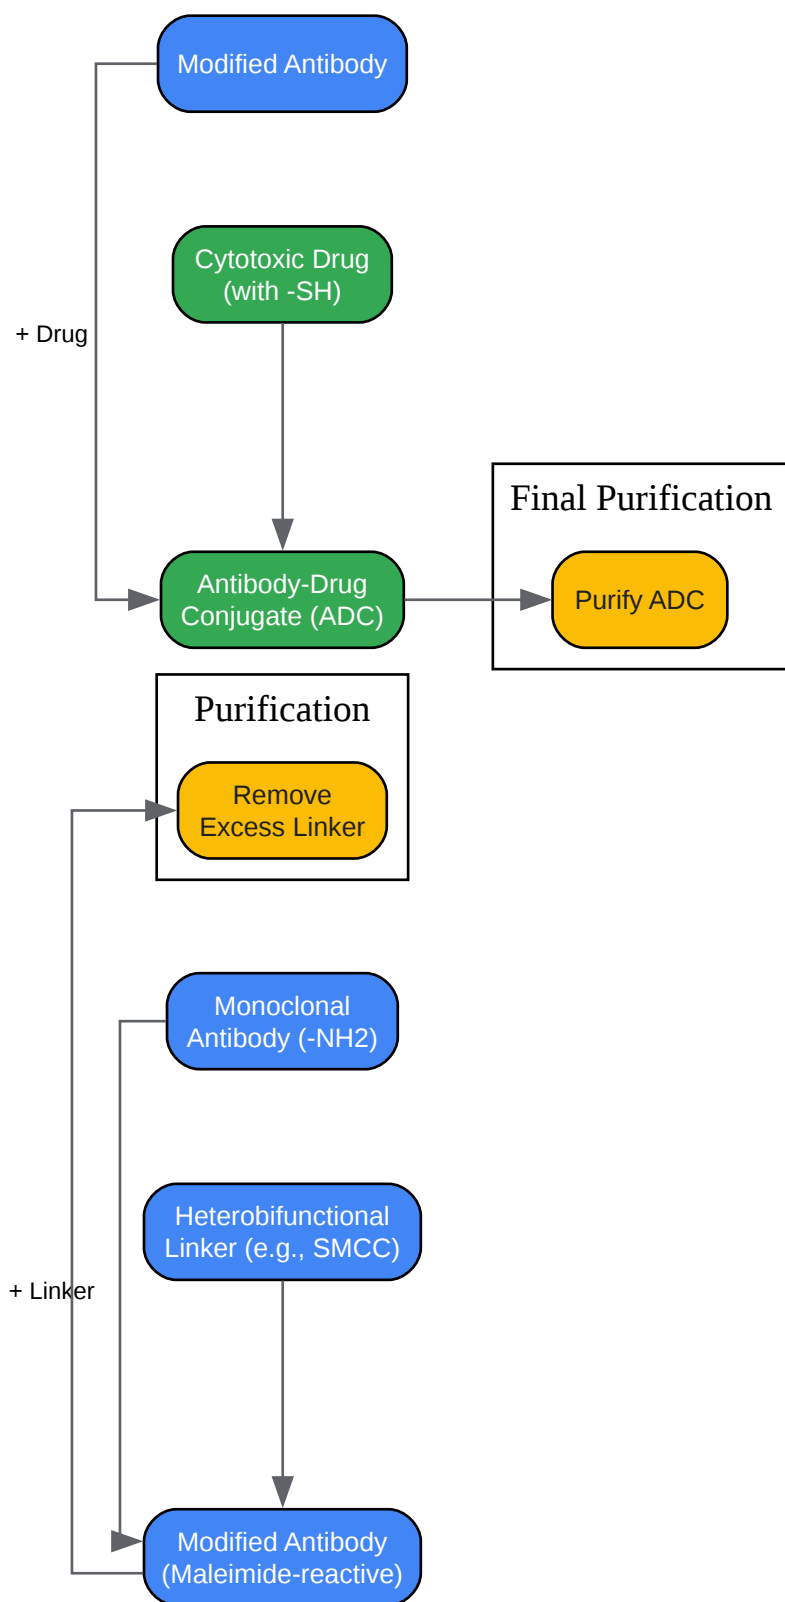 Modified Antibody
Cytotoxic Drug
(with -SH)
+ Drug
Final Purification
Antibody-Drug
Conjugate (ADC)
Purify ADC
Purification
Remove
Excess Linker
Monoclonal
Antibody (-NH2)
Heterobifunctional
Linker (e.g., SMCC)
+ Linker
Modified Antibody
(Maleimide-reactive)